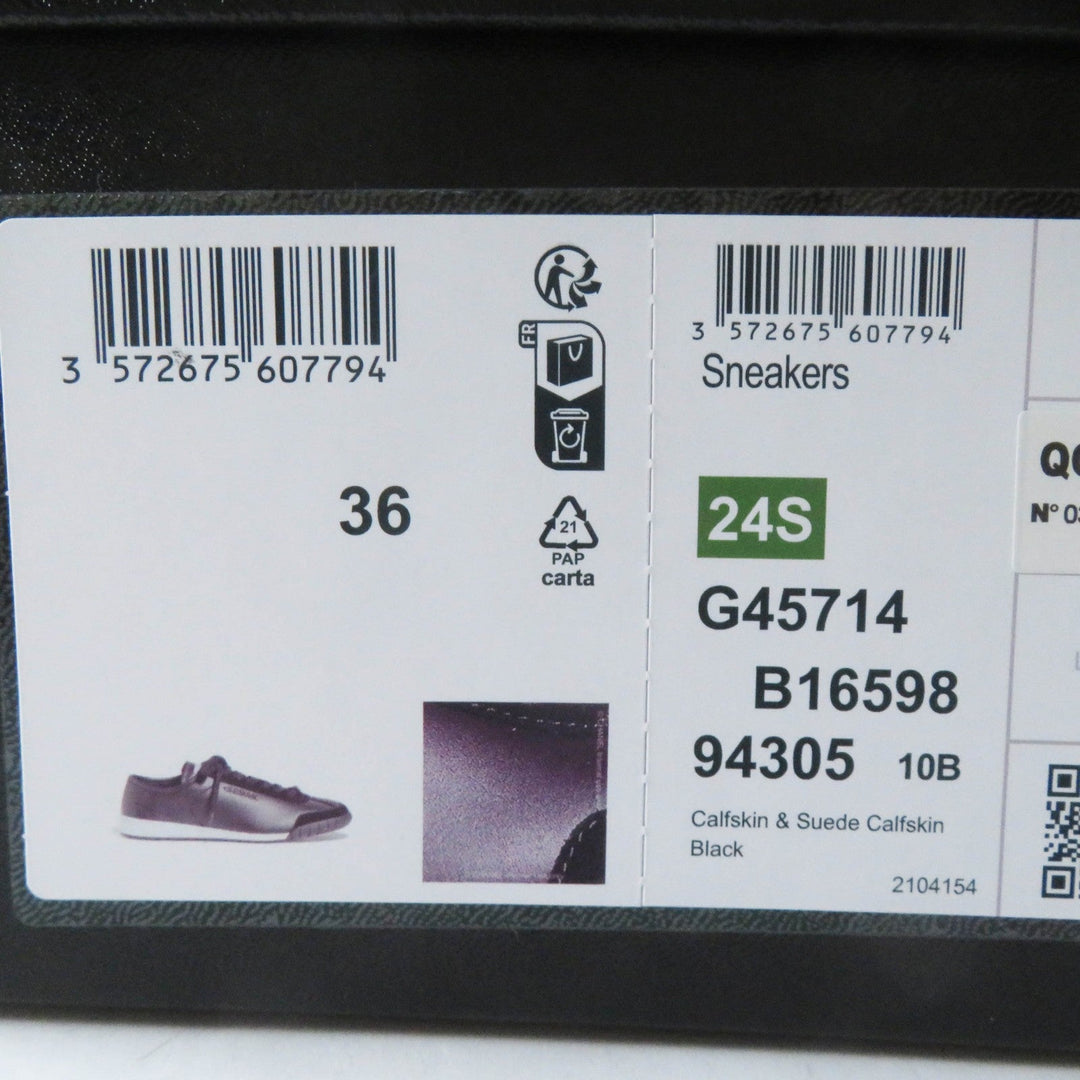 3 572675 607794
FR
36
21
PAP
carta
3 572675 607794
Sneakers
24S
G45714
B16598
94305 10B
Calfskin & Suede Calfskin
Black
2104154
N° 0